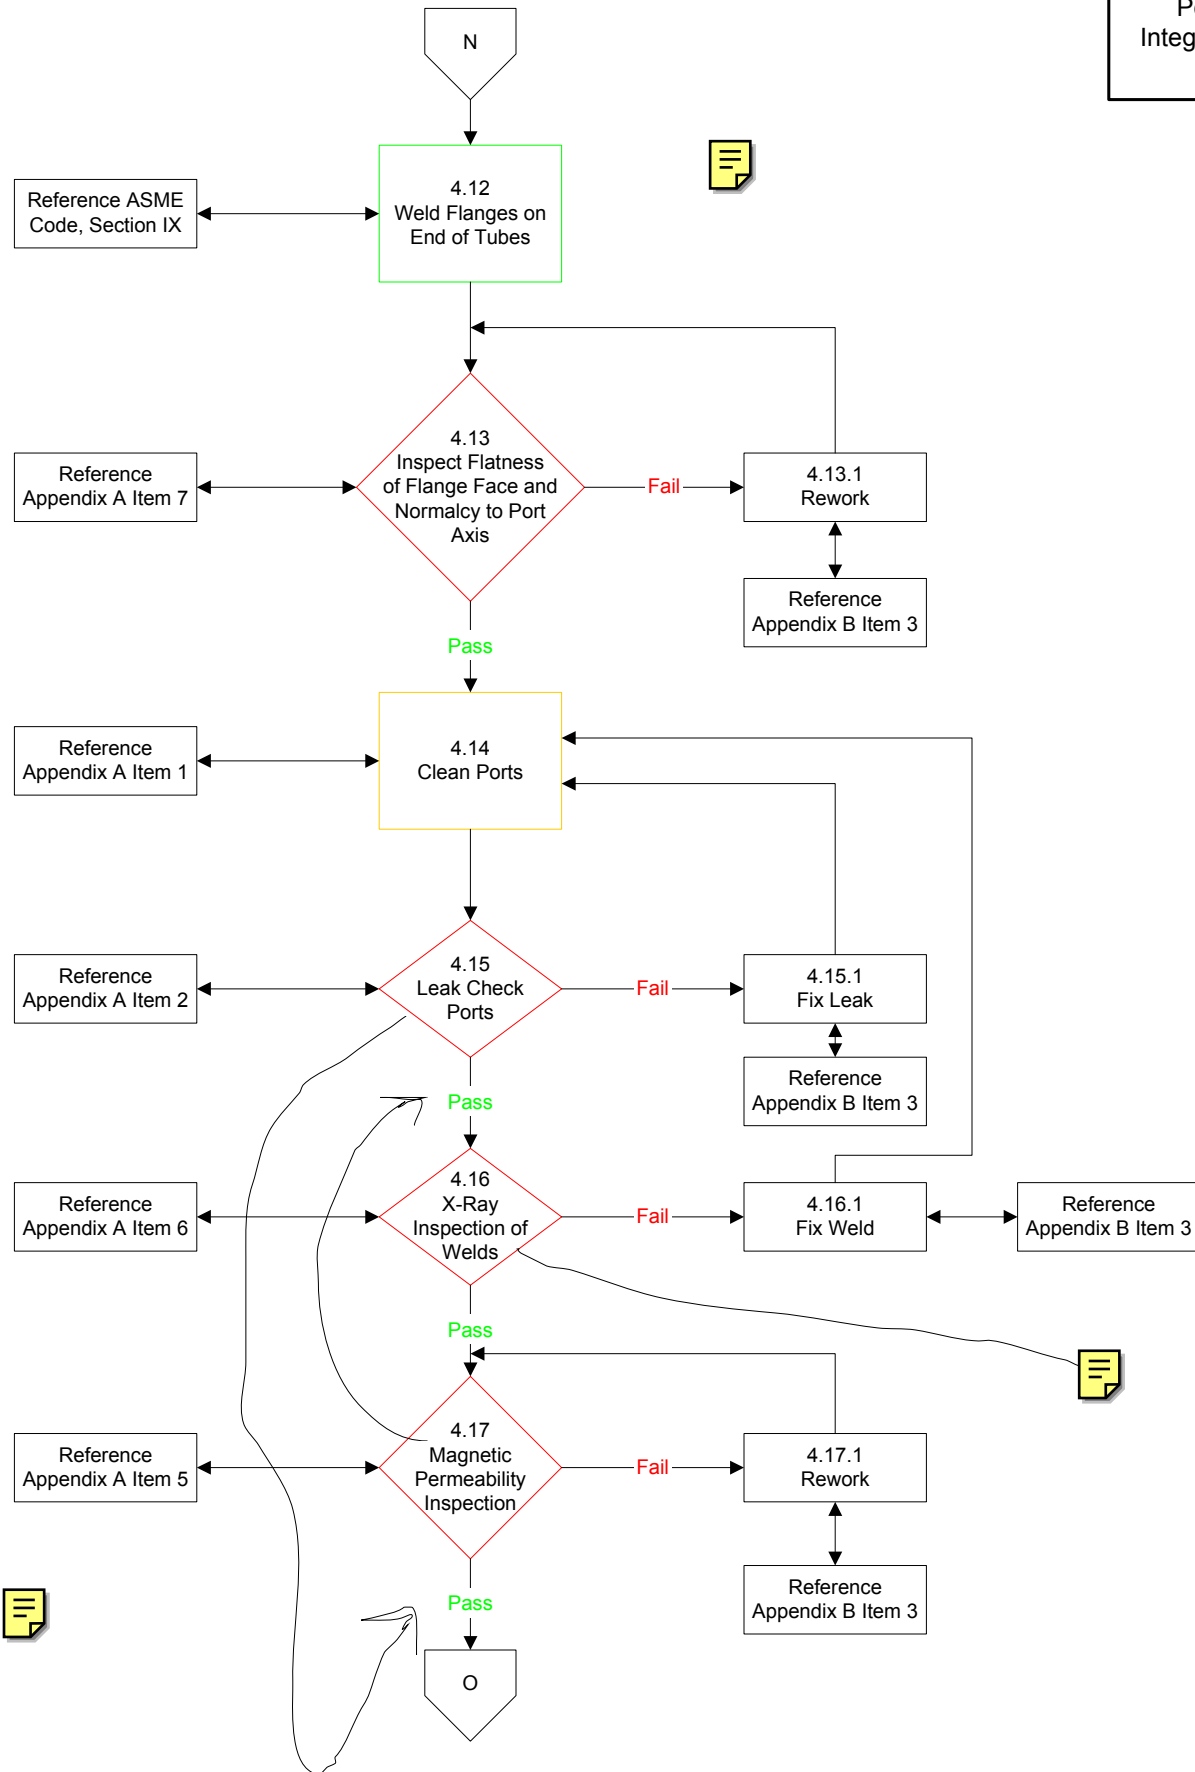 N
Integ
4.12
Weld Flanges on
End of Tubes
Reference ASME
Code, Section IX
4.13
Inspect Flatness
of Flange Face and
Normalcy to Port
Axis
Reference
Appendix A Item 7
Fail
4.13.1
Rework
Reference
Appendix B Item 3
Pass
4.14
Clean Ports
Reference
Appendix A Item 1
4.15
Leak Check
Ports
Reference
Appendix A Item 2
Fail
4.15.1
Fix Leak
Reference
Appendix B Item 3
Pass
4.16
X-Ray
Inspection of
Welds
Reference
Appendix A Item 6
Fail
4.16.1
Fix Weld
Reference
Appendix B Item 3
Pass
4.17
Magnetic
Permeability
Inspection
Reference
Appendix A Item 5
Fail
4.17.1
Rework
Reference
Appendix B Item 3
Pass
O